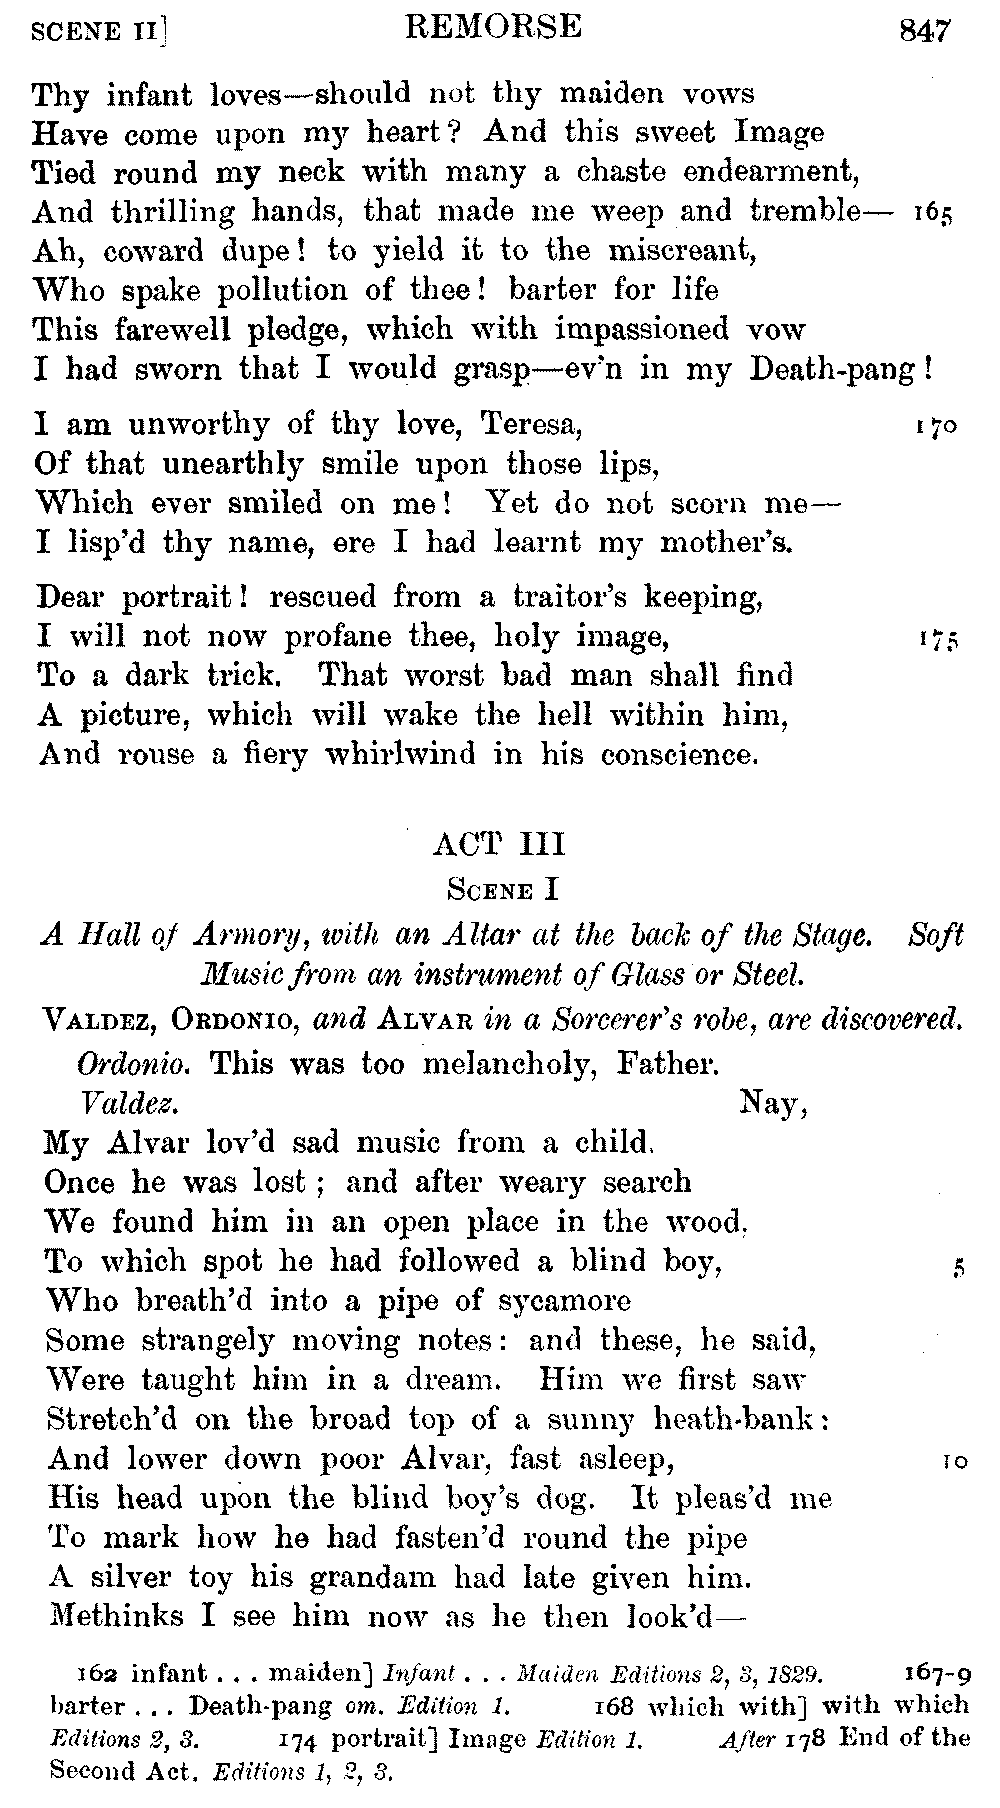 SCENE II] REMORSE 847
Thy infant loves—should not thy maiden vows
Have come upon my heart? And this sweet Image
Tied round my neck with many a chaste endearment,
And thrilling hands, that made me weep and tremble— 165
Ah, coward dupe! to yield it to the miscreant,
Who spake pollution of thee! barter for life
This farewell pledge, which with impassioned vow
I had sworn that I would grasp—ev'n in my Death-pang!
I am unworthy of thy love, Teresa, 170
Of that unearthly smile upon those lips,
Which ever smiled on me! Yet do not scorn me—
I lisp'd thy name, ere I had learnt my mother's.
Dear portrait! rescued from a traitor's keeping,
I will not now profane thee, holy image, 175
To a dark trick. That worst bad man shall find
A picture, which will wake the hell within him,
And rouse a fiery whirlwind in his conscience.
ACT III
SCENE I
A Hall of Armory, with an Altar at the back of the Stage. Soft
Music from an instrument of Glass or Steel.
VALDEZ, ORDONIO, and ALVAR in a Sorcerer's robe, are discovered.
Ordonio. This was too melancholy, Father.
Valdez. Nay,
My Alvar lov'd sad music from a child.
Once he was lost; and after weary search
We found him in an open place in the wood,
To which spot he had followed a blind boy, 5
Who breath'd into a pipe of sycamore
Some strangely moving notes: and these, he said,
Were taught him in a dream. Him we first saw
Stretch'd on the broad top of a sunny heath-bank:
And lower down poor Alvar, fast asleep, 10
His head upon the blind boy's dog. It pleas'd me
To mark how he had fasten'd round the pipe
A silver toy his grandam had late given him.
Methinks I see him now as he then look'd—
162 infant . . . maiden] Infant . . . Maiden Editions 2, 3, 1829. 167-9
barter . . . Death-pang om. Edition 1. 168 which with] with which
Editions 2, 3. 174 portrait] Image Edition 1. After 178 End of the
Second Act. Editions 1, 2, 3.